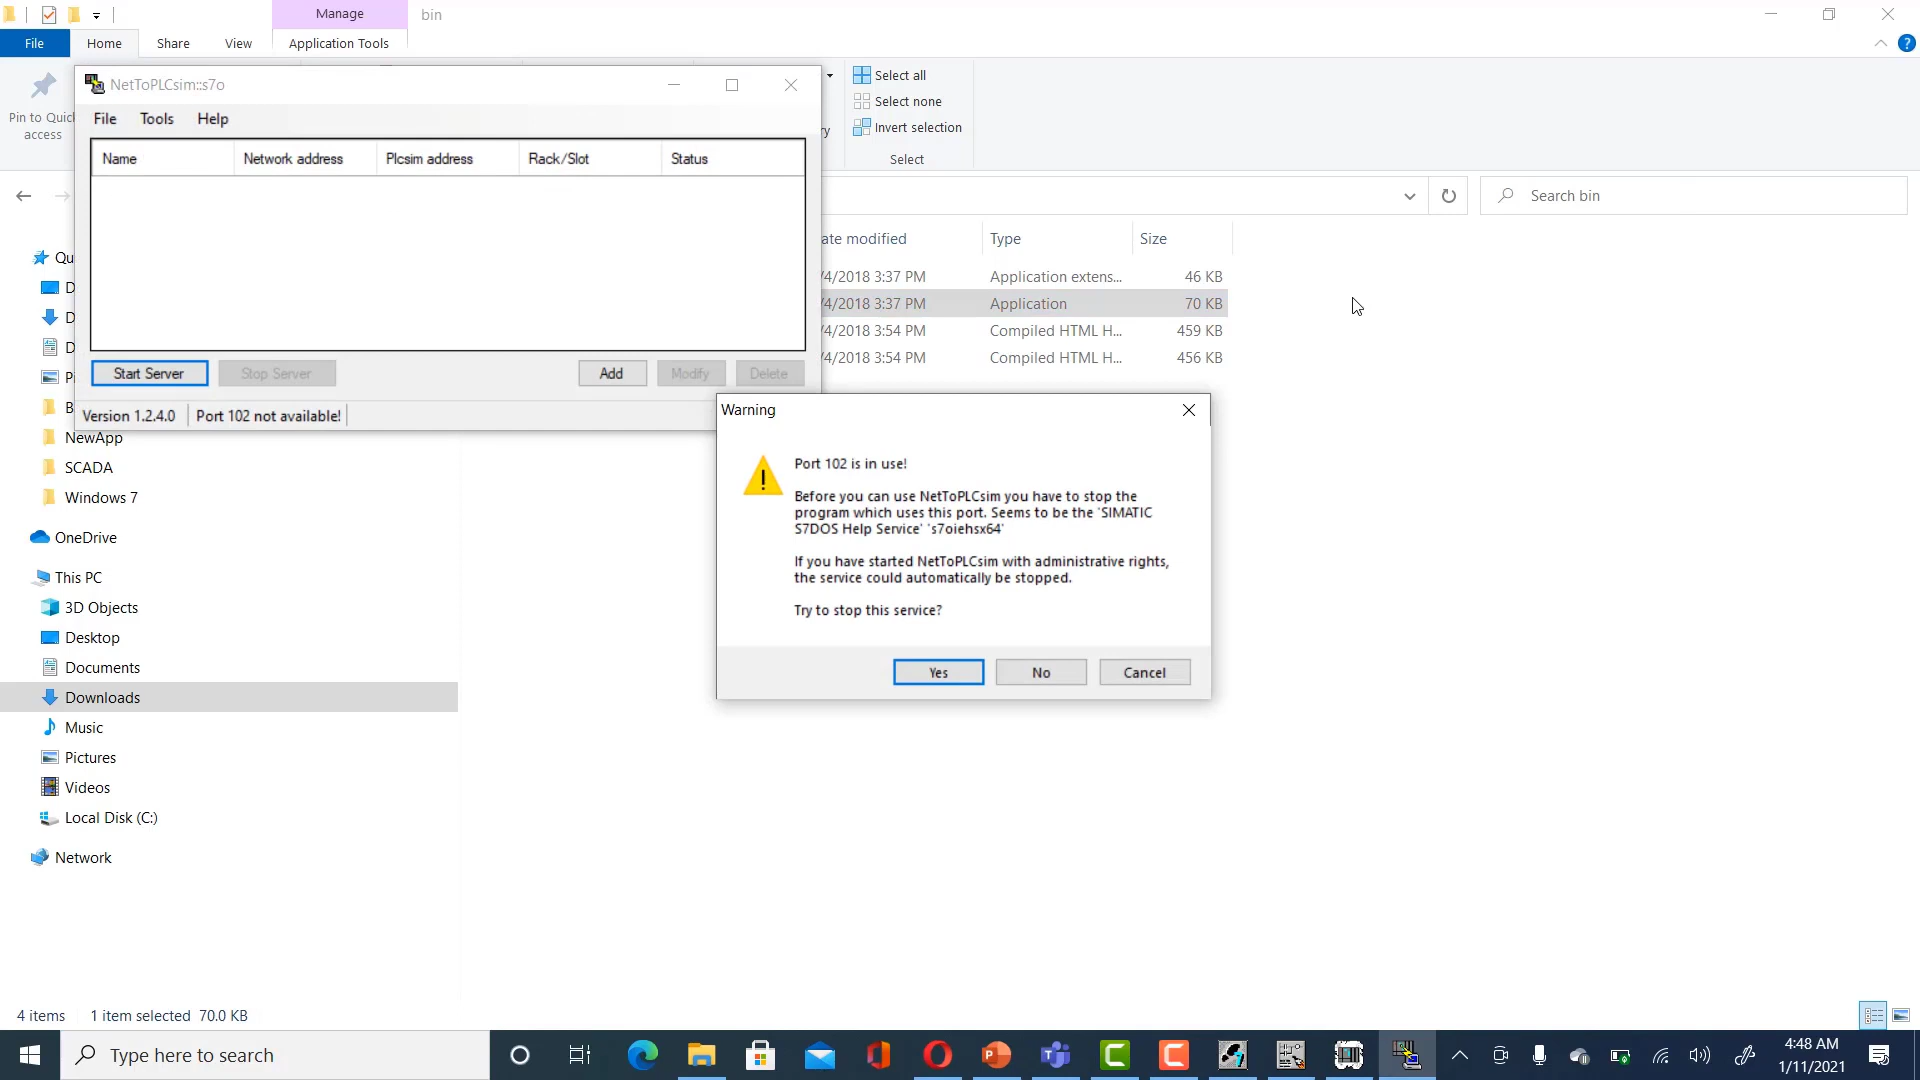 Manage
bin
File
Home
Share
View
Application Tools
Pin to Quic
access
Select all
Select none
Invert selection
Select
ry
NetToPLCsim::s7o
File
Tools
Help
Name
Network address
Plcsim address
Rack/Slot
Status
Start Server
Stop Server
Add
Modify
Delete
Version 1.2.4.0
Port 102 not available!
Search bin
ate modified
Type
Size
/4/2018 3:37 PM
Application extens...
46 KB
/4/2018 3:37 PM
Application
70 KB
/4/2018 3:54 PM
Compiled HTML H...
459 KB
/4/2018 3:54 PM
Compiled HTML H...
456 KB
Qu
D
D
D
Pi
B
NewApp
SCADA
Windows 7
OneDrive
This PC
3D Objects
Desktop
Documents
Downloads
Music
Pictures
Videos
Local Disk (C:)
Network
Warning
Port 102 is in use!
Before you can use NetToPLCsim you have to stop the
program which uses this port. Seems to be the 'SIMATIC
S7DOS Help Service' 's7oiehsx64'
If you have started NetToPLCsim with administrative rights,
the service could automatically be stopped.
Try to stop this service?
Yes
No
Cancel
4 items
1 item selected 70.0 KB
Type here to search
4:48 AM
1/11/2021